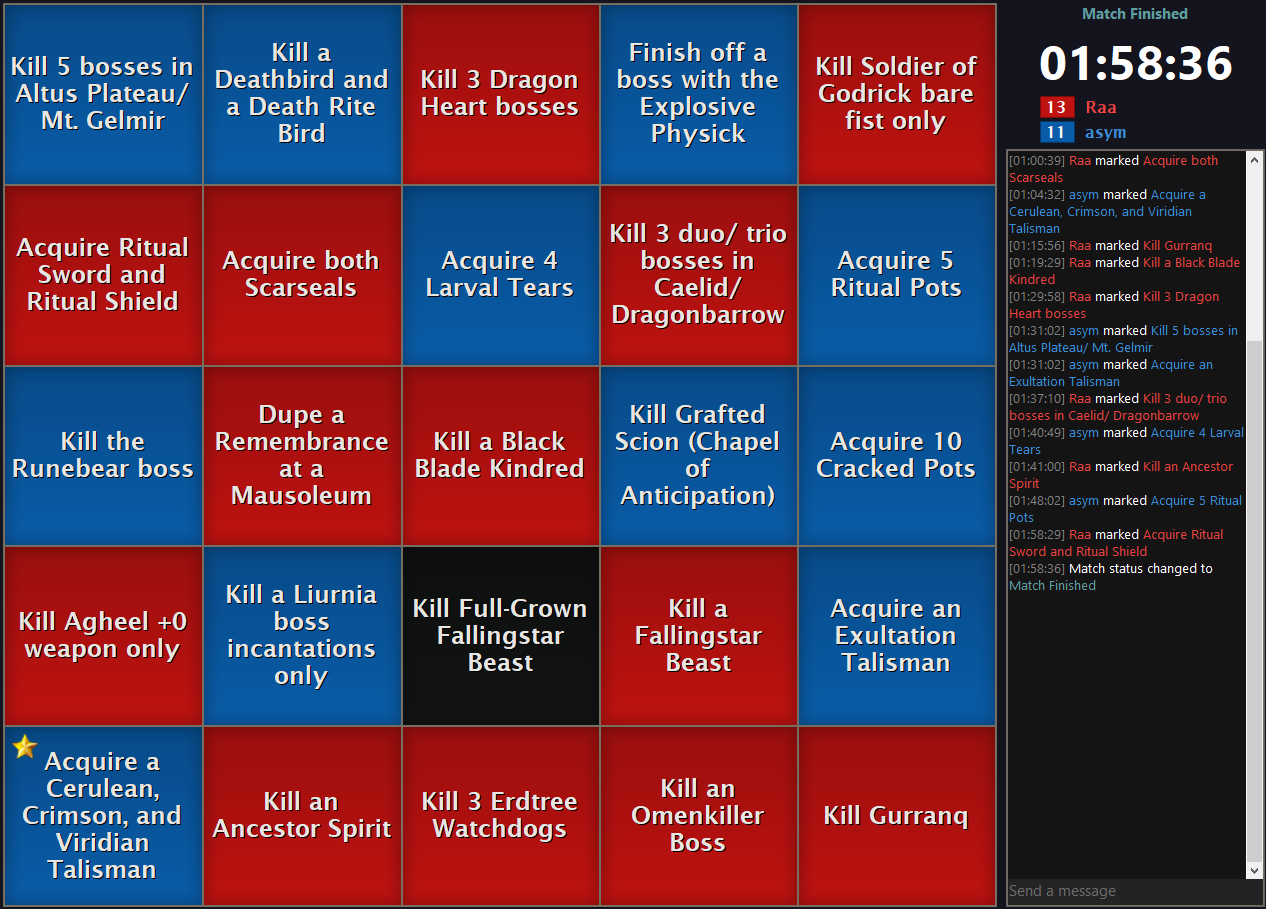 Kill 5 bosses in
Altus Plateau/
Mt. Gelmir
Kill a
Deathbird and
a Death Rite
Bird
Kill 3 Dragon
Heart bosses
Finish off a
boss with the
Explosive
Physick
Kill Soldier of
Godrick bare
fist only
Acquire Ritual
Sword and
Ritual Shield
Acquire both
Scarseals
Acquire 4
Larval Tears
Kill 3 duo/ trio
bosses in
Caelid/
Dragonbarrow
Acquire 5
Ritual Pots
Kill the
Runebear boss
Dupe a
Remembrance
at a
Mausoleum
Kill a Black
Blade Kindred
Kill Grafted
Scion (Chapel
of
Anticipation)
Acquire 10
Cracked Pots
Kill Agheel +0
weapon only
Kill a Liurnia
boss
incantations
only
Kill Full-Grown
Fallingstar
Beast
Kill a
Fallingstar
Beast
Acquire an
Exultation
Talisman
Acquire a
Cerulean,
Crimson, and
Viridian
Talisman
Kill an
Ancestor Spirit
Kill 3 Erdtree
Watchdogs
Kill an
Omenkiller
Boss
Kill Gurranq
Match Finished
01:58:36
13 Raa
11 asym
[01:00:39] Raa marked Acquire both
Scarseals
[01:04:32] asym marked Acquire a
Cerulean, Crimson, and Viridian
Talisman
[01:15:56] Raa marked Kill Gurranq
[01:19:29] Raa marked Kill a Black Blade
Kindred
[01:29:58] Raa marked Kill 3 Dragon
Heart bosses
[01:31:02] asym marked Kill 5 bosses in
Altus Plateau/ Mt. Gelmir
[01:31:02] asym marked Acquire an
Exultation Talisman
[01:37:10] Raa marked Kill 3 duo/ trio
bosses in Caelid/ Dragonbarrow
[01:40:49] asym marked Acquire 4 Larval
Tears
[01:41:00] Raa marked Kill an Ancestor
Spirit
[01:48:02] asym marked Acquire 5 Ritual
Pots
[01:58:29] Raa marked Acquire Ritual
Sword and Ritual Shield
[01:58:36] Match status changed to
Match Finished
Send a message